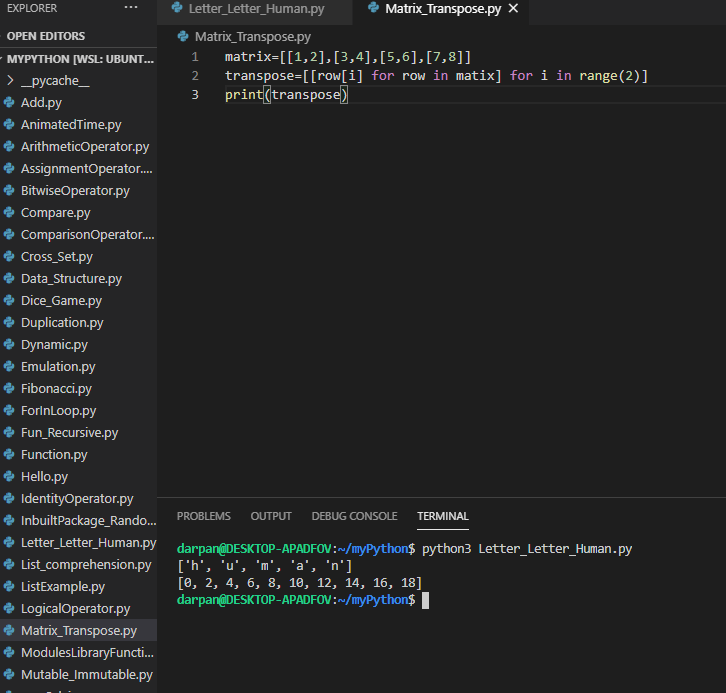 EXPLORER ...
Letter_Letter_Human.py
Matrix_Transpose.py ×
OPEN EDITORS
MYPYTHON [WSL: UBUNT...
> __pycache__
Add.py
AnimatedTime.py
ArithmeticOperator.py
AssignmentOperator....
BitwiseOperator.py
Compare.py
ComparisonOperator....
Cross_Set.py
Data_Structure.py
Dice_Game.py
Duplication.py
Dynamic.py
Emulation.py
Fibonacci.py
ForInLoop.py
Fun_Recursive.py
Function.py
Hello.py
IdentityOperator.py
InbuiltPackage_Rando...
Letter_Letter_Human.py
List_comprehension.py
ListExample.py
LogicalOperator.py
Matrix_Transpose.py
ModulesLibraryFuncti...
Mutable_Immutable.py
Matrix_Transpose.py
1 matrix=[[1,2],[3,4],[5,6],[7,8]]
2 transpose=[[row[i] for row in matix] for i in range(2)]
3 print(transpose)
PROBLEMS OUTPUT DEBUG CONSOLE TERMINAL
darpan@DESKTOP-APADFOV:~/myPython$ python3 Letter_Letter_Human.py
['h', 'u', 'm', 'a', 'n']
[0, 2, 4, 6, 8, 10, 12, 14, 16, 18]
darpan@DESKTOP-APADFOV:~/myPython$